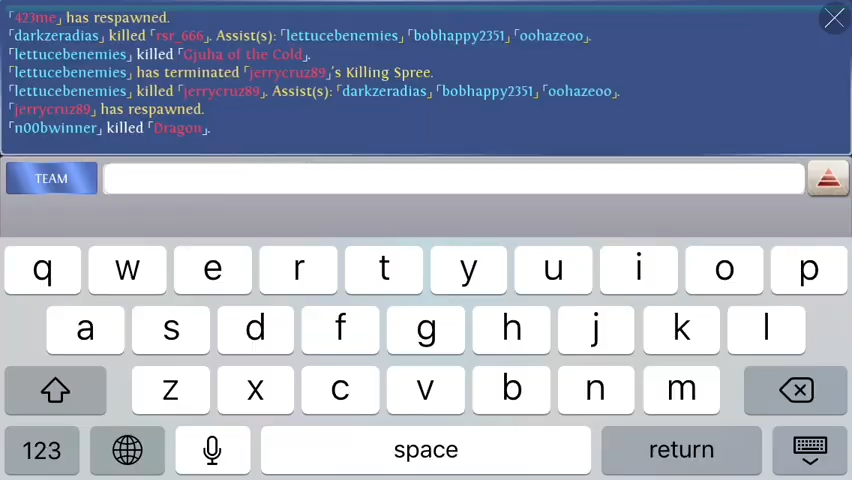 「423me」 has respawned.
「darkzeradias」 killed「rsr_666」. Assist(s):「lettucebenemies」「bobhappy2351」「oohazeoo」.
「lettucebenemies」 killed「Gjuha of the Cold」.
「lettucebenemies」 has terminated「jerrycruz89」's Killing Spree.
「lettucebenemies」 killed「jerrycruz89」. Assist(s):「darkzeradias」「bobhappy2351」「oohazeoo」.
「jerrycruz89」 has respawned.
「n00bwinner」 killed「Dragon」.
TEAM
q w e r t y u i o p
a s d f g h j k l
z x c v b n m
123 space return